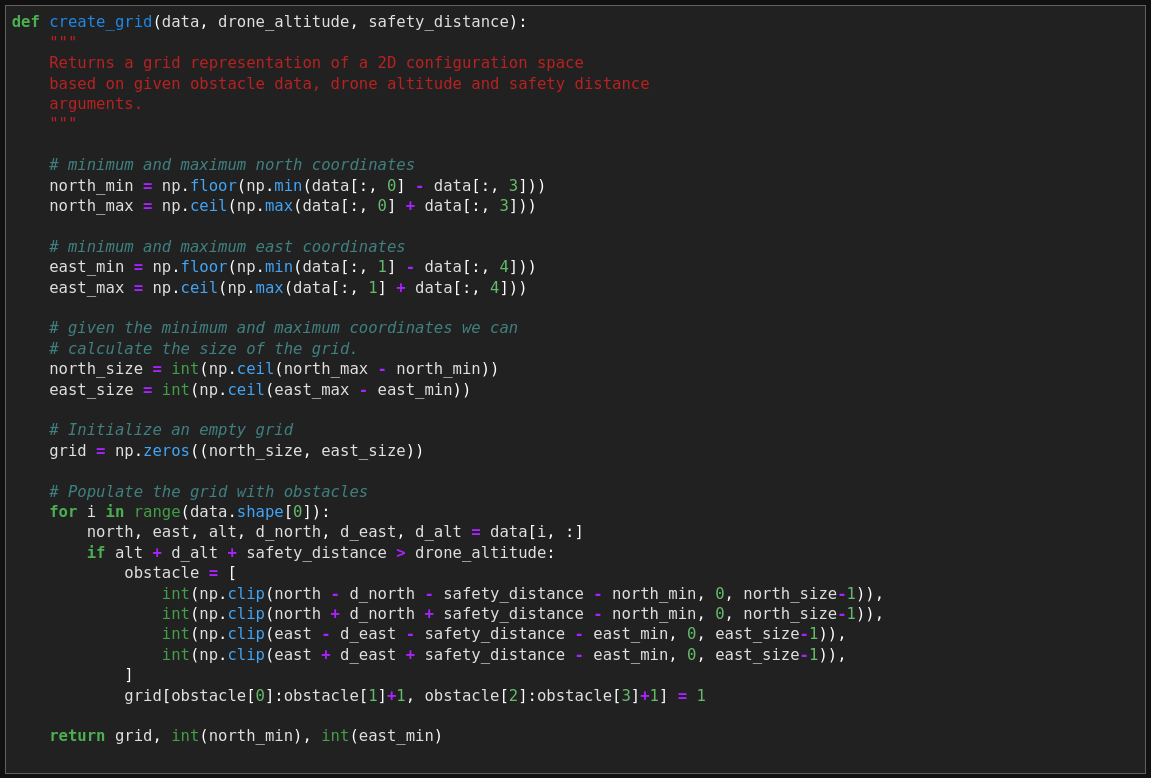 def create_grid(data, drone_altitude, safety_distance):
    """
    Returns a grid representation of a 2D configuration space
    based on given obstacle data, drone altitude and safety distance
    arguments.
    """

    # minimum and maximum north coordinates
    north_min = np.floor(np.min(data[:, 0] - data[:, 3]))
    north_max = np.ceil(np.max(data[:, 0] + data[:, 3]))

    # minimum and maximum east coordinates
    east_min = np.floor(np.min(data[:, 1] - data[:, 4]))
    east_max = np.ceil(np.max(data[:, 1] + data[:, 4]))

    # given the minimum and maximum coordinates we can
    # calculate the size of the grid.
    north_size = int(np.ceil(north_max - north_min))
    east_size = int(np.ceil(east_max - east_min))

    # Initialize an empty grid
    grid = np.zeros((north_size, east_size))

    # Populate the grid with obstacles
    for i in range(data.shape[0]):
        north, east, alt, d_north, d_east, d_alt = data[i, :]
        if alt + d_alt + safety_distance > drone_altitude:
            obstacle = [
                int(np.clip(north - d_north - safety_distance - north_min, 0, north_size-1)),
                int(np.clip(north + d_north + safety_distance - north_min, 0, north_size-1)),
                int(np.clip(east - d_east - safety_distance - east_min, 0, east_size-1)),
                int(np.clip(east + d_east + safety_distance - east_min, 0, east_size-1)),
            ]
            grid[obstacle[0]:obstacle[1]+1, obstacle[2]:obstacle[3]+1] = 1

    return grid, int(north_min), int(east_min)